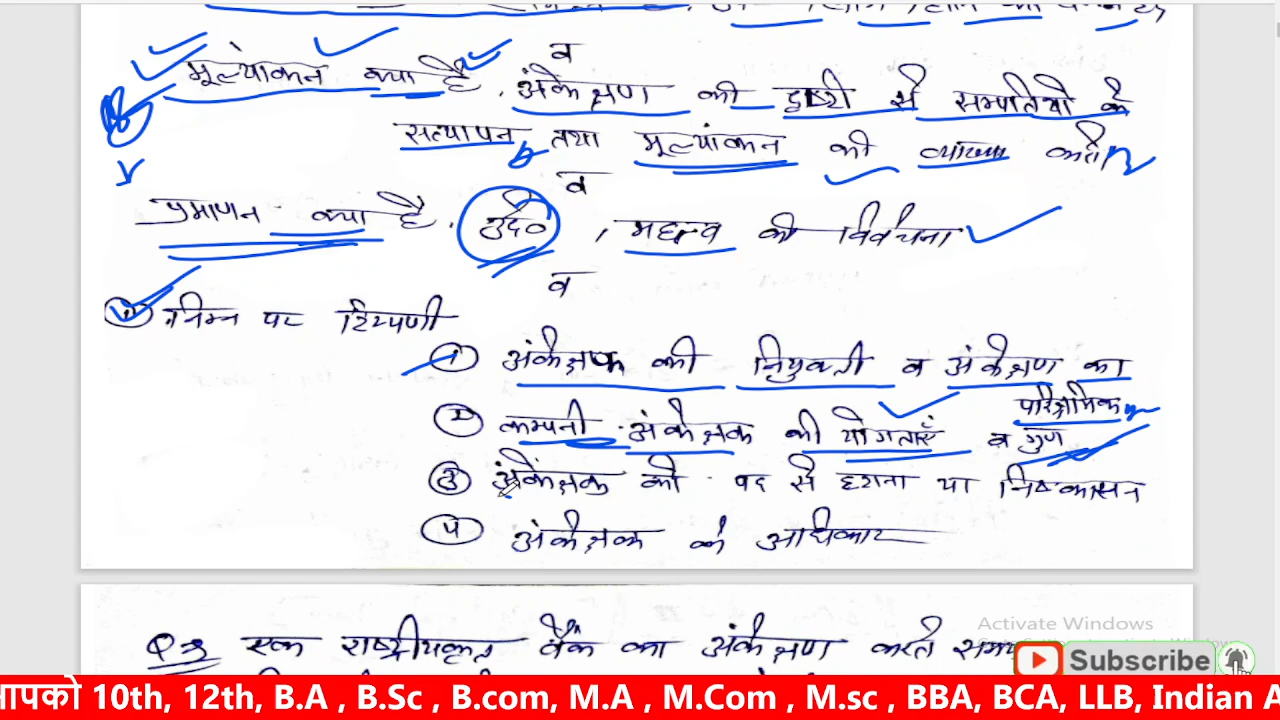 मूल्यांकन क्या है, अंकेक्षण की दृष्टी से सम्पत्तियो के
व
सत्यापन तथा मूल्यांकन की व्याख्या करो
व
प्रमाणन क्या है, उद्द०, महत्व की विवेचना
व
निम्न पर टिप्पणी
① अंकेक्षक की नियुक्ती व अंकेक्षण का
पारिश्रमिक
② कम्पनी अंकेक्षक की योग्ताएँ व गुण
③ अंकेक्षक को पद से हटाना या निष्कासन
④ अंकेक्षक के अधिकार
Q3 एक राष्ट्रीयकृत बैंक का अंकेक्षण करते समय
Activate Windows
Subscribe
आपको 10th, 12th, B.A , B.Sc , B.com, M.A , M.Com , M.sc , BBA, BCA, LLB, Indian A